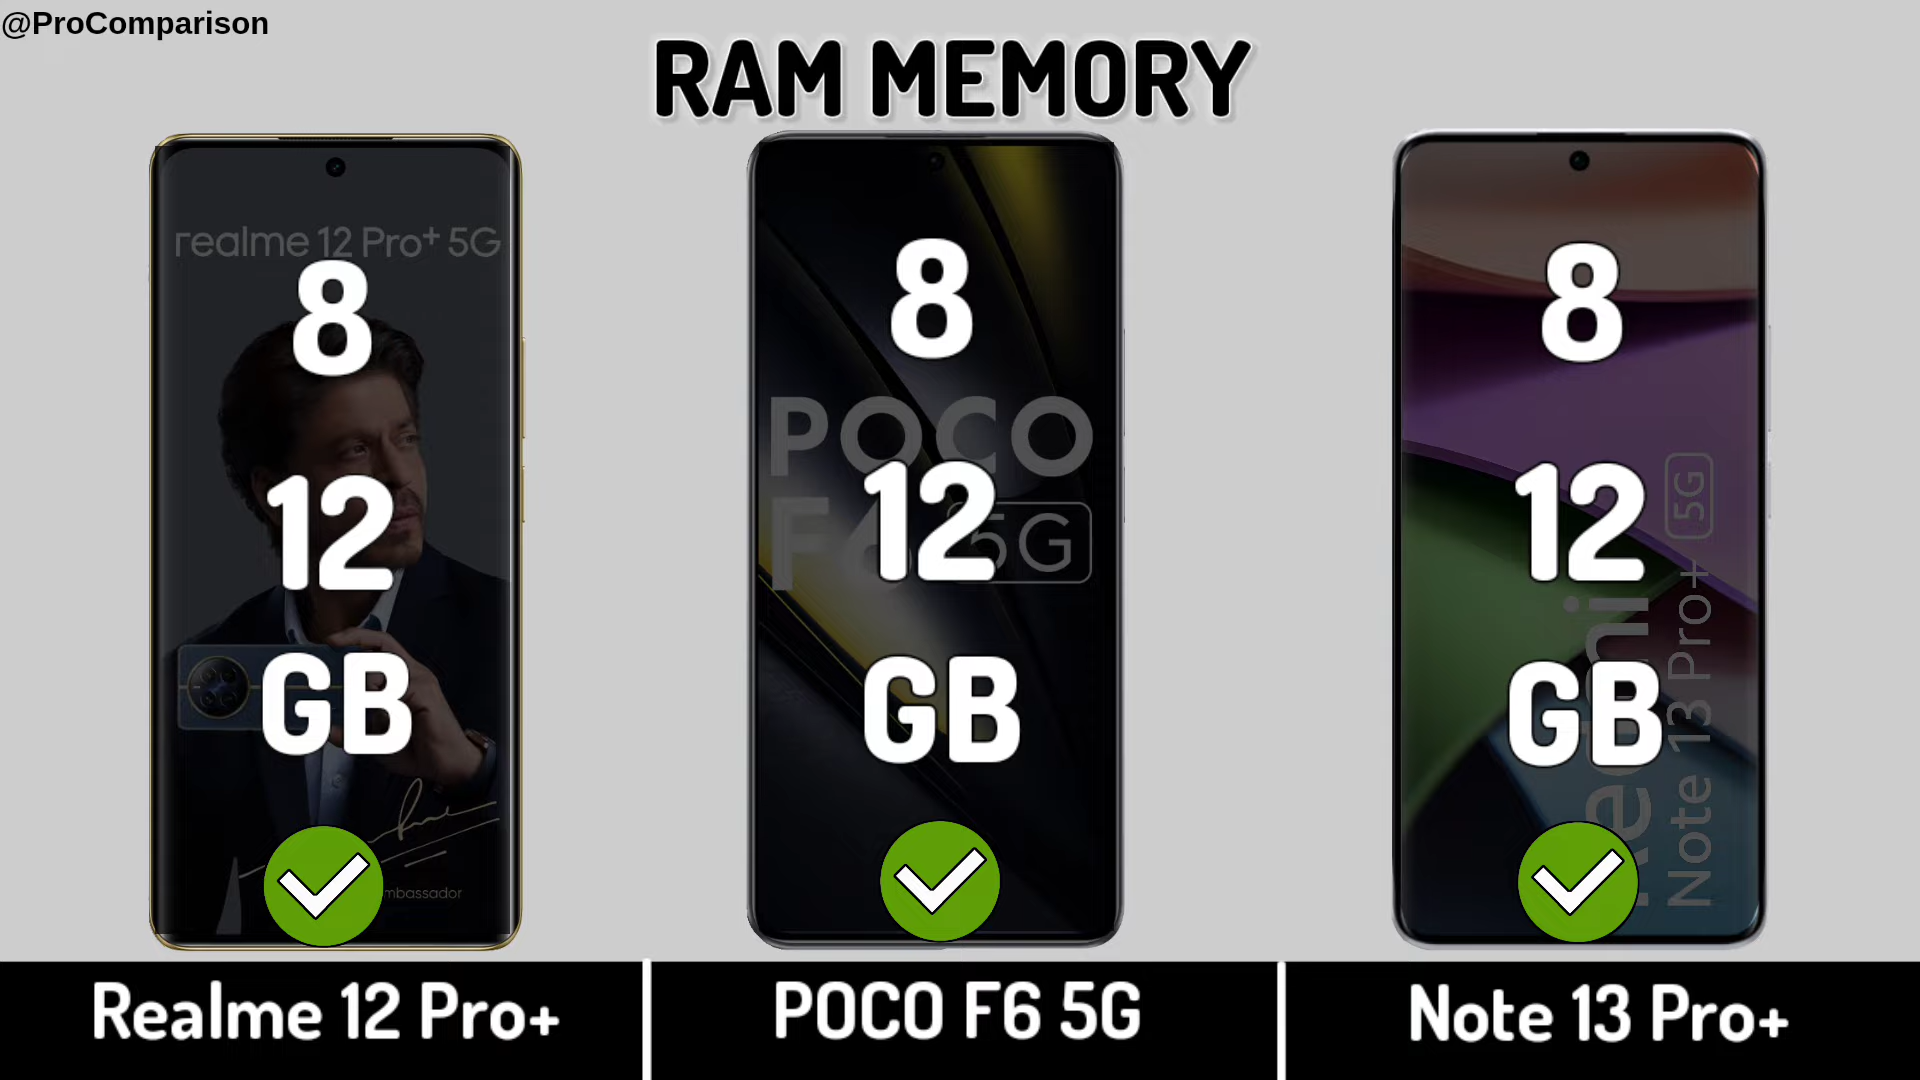 @ProComparison
RAM MEMORY
realme 12 Pro+ 5G
8
12
GB
mbassador
Realme 12 Pro+
8
POCO
12
F6 5G
GB
POCO F6 5G
8
12
GB
Redmi
Note 13 Pro+ 5G
Note 13 Pro+